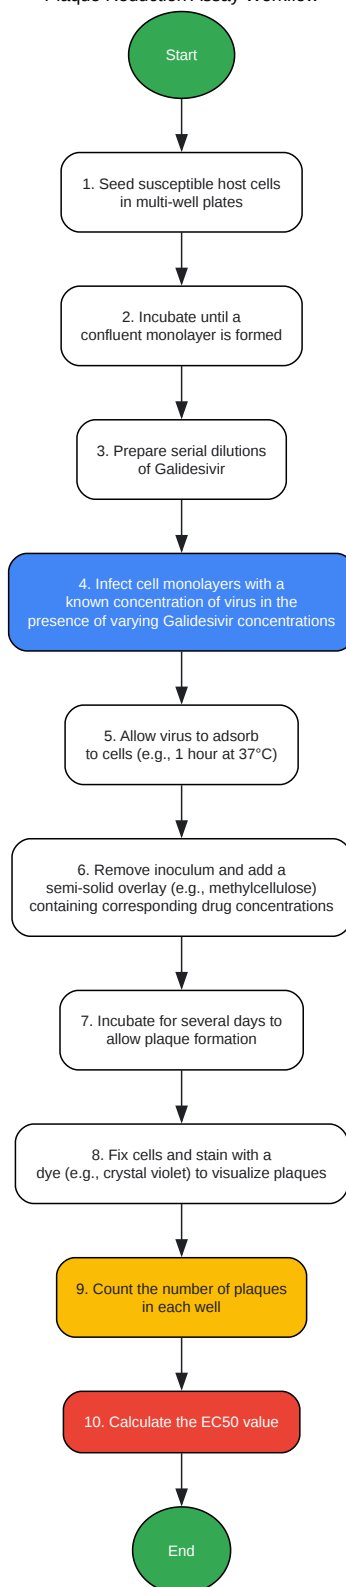 Plaque Reduction Assay Workflow
Start
1. Seed susceptible host cells
in multi-well plates
2. Incubate until a
confluent monolayer is formed
3. Prepare serial dilutions
of Galidesivir
4. Infect cell monolayers with a
known concentration of virus in the
presence of varying Galidesivir concentrations
5. Allow virus to adsorb
to cells (e.g., 1 hour at 37°C)
6. Remove inoculum and add a
semi-solid overlay (e.g., methylcellulose)
containing corresponding drug concentrations
7. Incubate for several days to
allow plaque formation
8. Fix cells and stain with a
dye (e.g., crystal violet) to visualize plaques
9. Count the number of plaques
in each well
10. Calculate the EC50 value
End